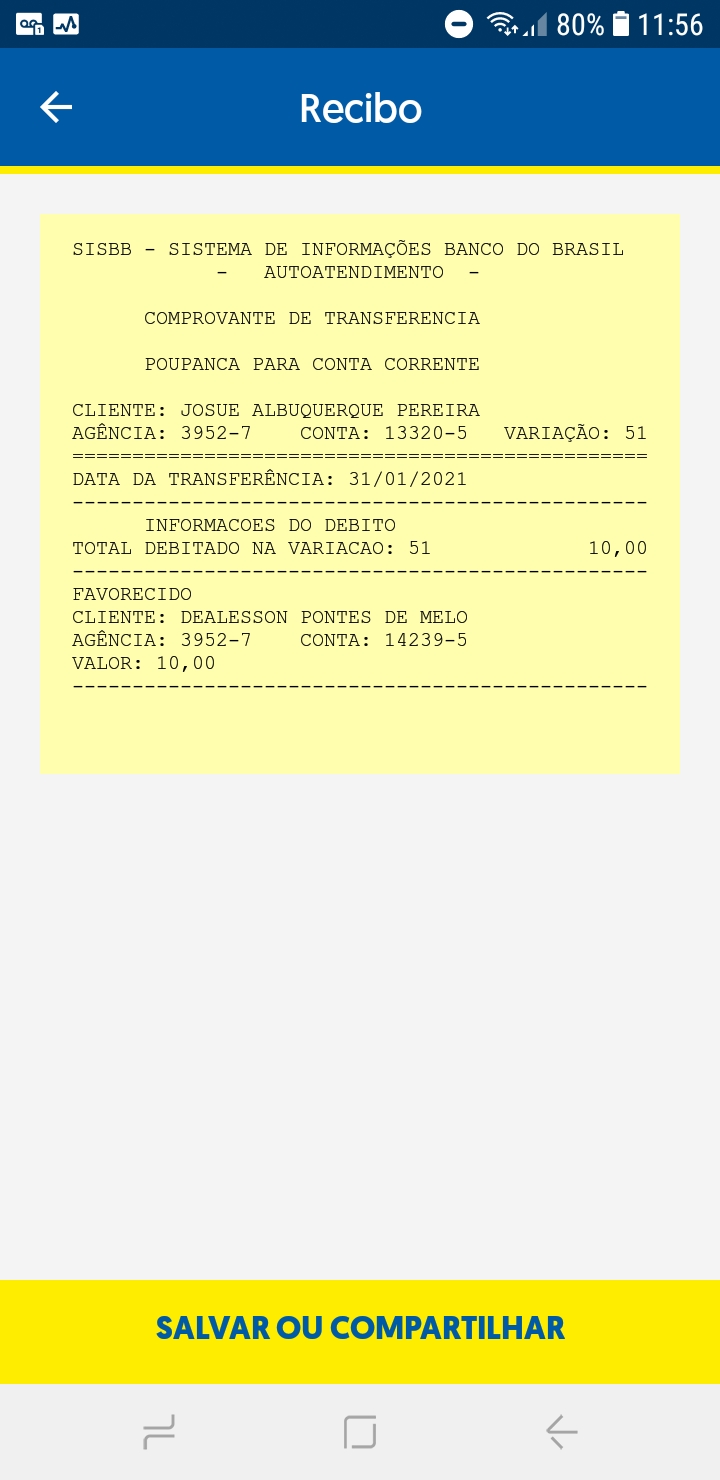 80% 11:56
Recibo
SISBB - SISTEMA DE INFORMAÇÕES BANCO DO BRASIL
- AUTOATENDIMENTO -
COMPROVANTE DE TRANSFERENCIA
POUPANCA PARA CONTA CORRENTE
CLIENTE: JOSUE ALBUQUERQUE PEREIRA
AGÊNCIA: 3952-7 CONTA: 13320-5 VARIAÇÃO: 51
================================================
DATA DA TRANSFERÊNCIA: 31/01/2021
------------------------------------------------
INFORMACOES DO DEBITO
TOTAL DEBITADO NA VARIACAO: 51 10,00
------------------------------------------------
FAVORECIDO
CLIENTE: DEALESSON PONTES DE MELO
AGÊNCIA: 3952-7 CONTA: 14239-5
VALOR: 10,00
------------------------------------------------
SALVAR OU COMPARTILHAR